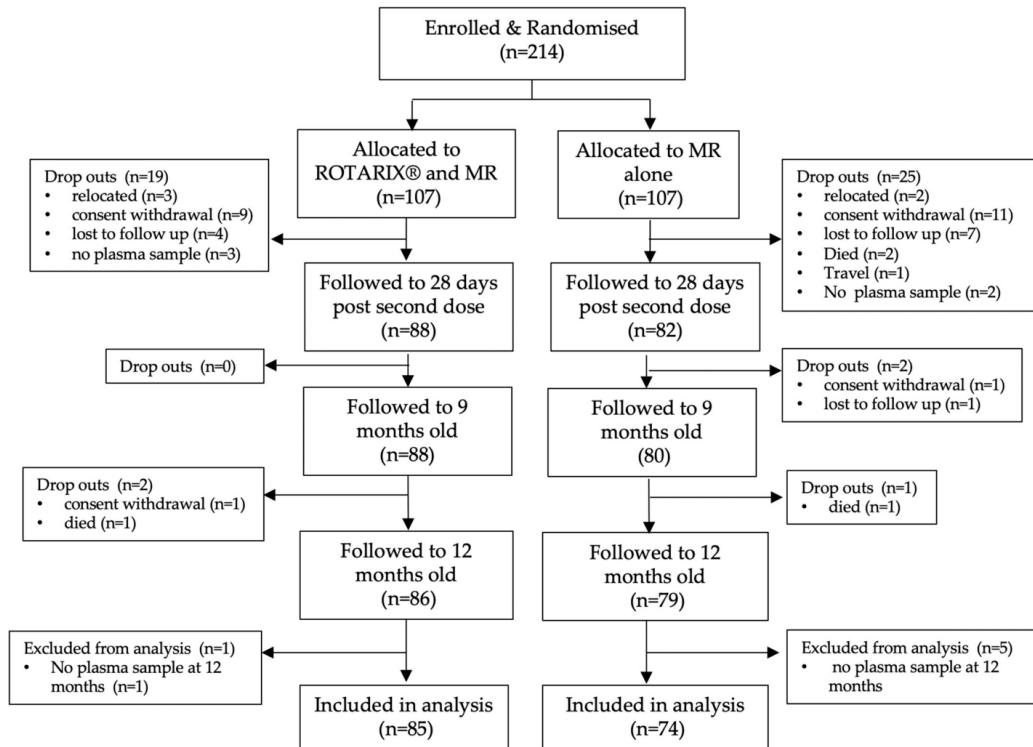 Enrolled & Randomised
(n=214)
Allocated to
ROTARIX® and MR
(n=107)
Allocated to MR
alone
(n=107)
Drop outs (n=19)
• relocated (n=3)
• consent withdrawal (n=9)
• lost to follow up (n=4)
• no plasma sample (n=3)
Drop outs (n=25)
• relocated (n=2)
• consent withdrawal (n=11)
• lost to follow up (n=7)
• Died (n=2)
• Travel (n=1)
• No plasma sample (n=2)
Followed to 28 days
post second dose
(n=88)
Followed to 28 days
post second dose
(n=82)
Drop outs (n=0)
Drop outs (n=2)
• consent withdrawal (n=1)
• lost to follow up (n=1)
Followed to 9
months old
(n=88)
Followed to 9
months old
(80)
Drop outs (n=2)
• consent withdrawal (n=1)
• died (n=1)
Drop outs (n=1)
• died (n=1)
Followed to 12
months old
(n=86)
Followed to 12
months old
(n=79)
Excluded from analysis (n=1)
• No plasma sample at 12
months (n=1)
Excluded from analysis (n=5)
• no plasma sample at 12
months
Included in analysis
(n=85)
Included in analysis
(n=74)